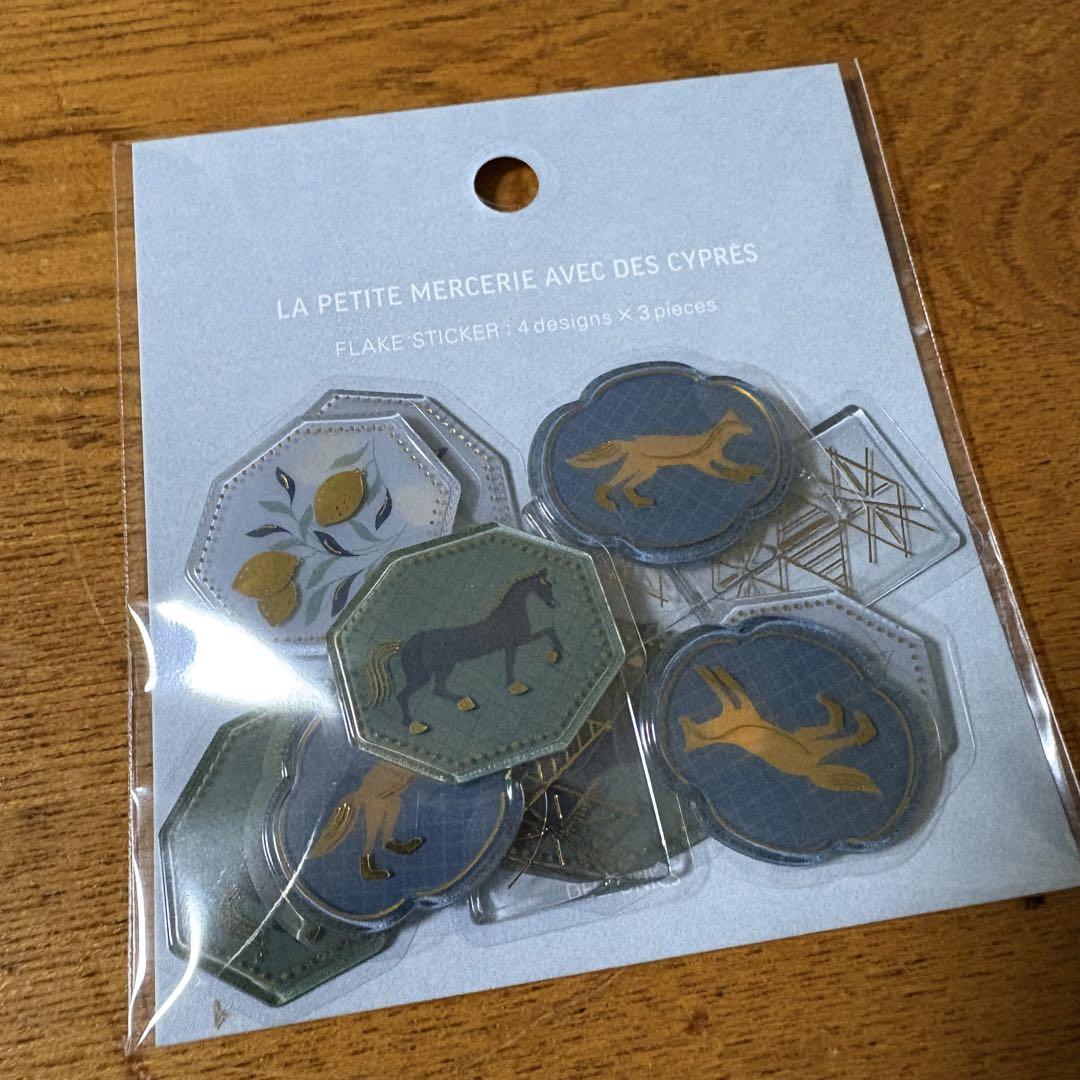 LA PETITE MERCERIE AVEC DES CYPRÈS
FLAKE STICKER : 4 designs × 3 pieces